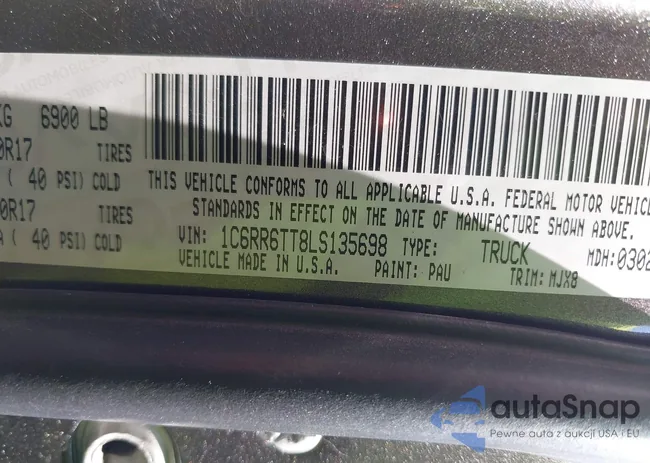 KG 6900 LB
0R17 TIRES
( 40 PSI) COLD
0R17 TIRES
( 40 PSI) COLD
THIS VEHICLE CONFORMS TO ALL APPLICABLE U.S.A. FEDERAL MOTOR VEHICLE
STANDARDS IN EFFECT ON THE DATE OF MANUFACTURE SHOWN ABOVE.
VIN: 1C6RR6TT8LS135698 TYPE: TRUCK MDH:0302
VEHICLE MADE IN U.S.A. PAINT: PAU TRIM: MJX8
autaSnap
Pewne auta z aukcji USA i EU